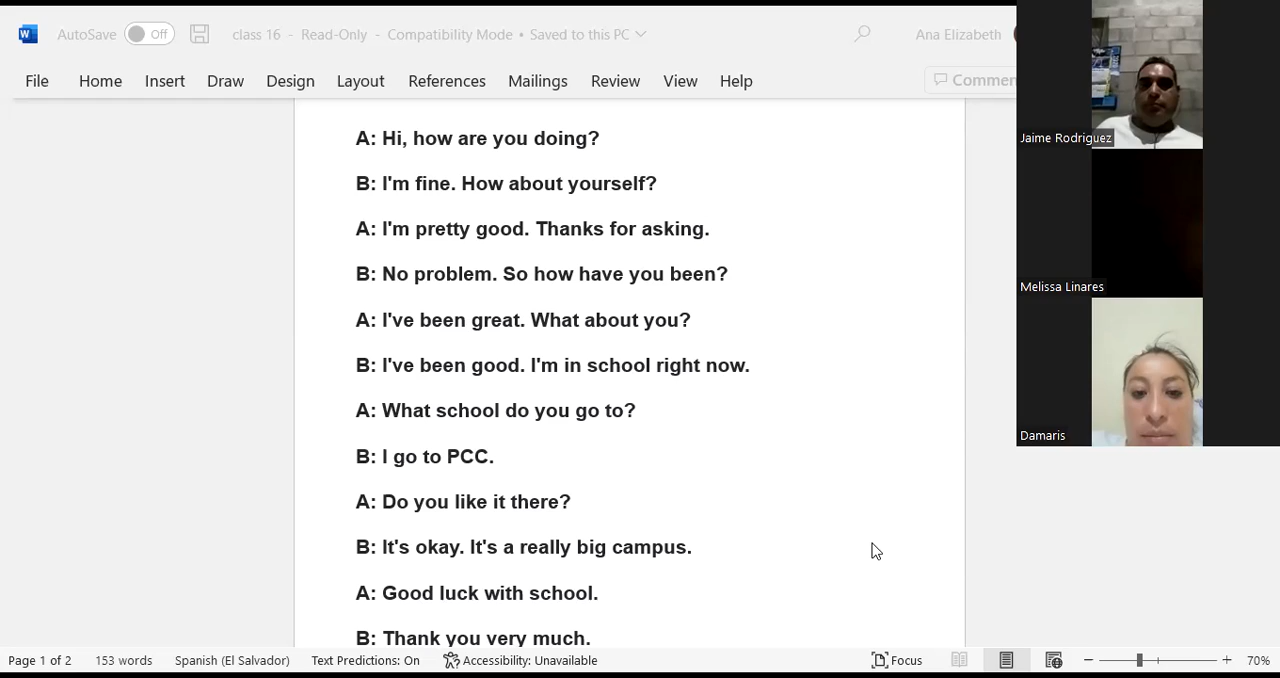 AutoSave Off class 16 - Read-Only - Compatibility Mode • Saved to this PC Ana Elizabeth
File Home Insert Draw Design Layout References Mailings Review View Help Commen
A: Hi, how are you doing?
B: I'm fine. How about yourself?
A: I'm pretty good. Thanks for asking.
B: No problem. So how have you been?
A: I've been great. What about you?
B: I've been good. I'm in school right now.
A: What school do you go to?
B: I go to PCC.
A: Do you like it there?
B: It's okay. It's a really big campus.
A: Good luck with school.
B: Thank you very much.
Jaime Rodriguez
Melissa Linares
Damaris
Page 1 of 2 153 words Spanish (El Salvador) Text Predictions: On Accessibility: Unavailable Focus 70%